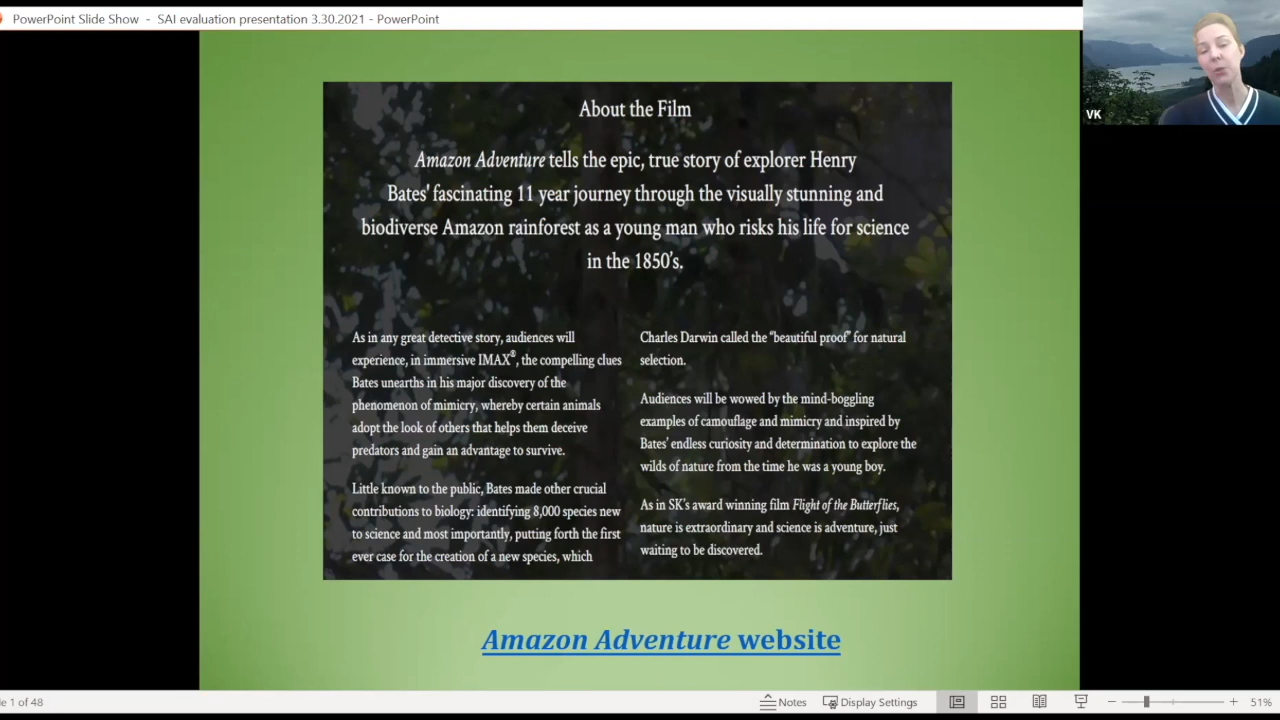 PowerPoint Slide Show - SAI evaluation presentation 3.30.2021 - PowerPoint
VK
About the Film
Amazon Adventure tells the epic, true story of explorer Henry
Bates' fascinating 11 year journey through the visually stunning and
biodiverse Amazon rainforest as a young man who risks his life for science
in the 1850's.
As in any great detective story, audiences will
experience, in immersive IMAX®, the compelling clues
Bates unearths in his major discovery of the
phenomenon of mimicry, whereby certain animals
adopt the look of others that helps them deceive
predators and gain an advantage to survive.
Little known to the public, Bates made other crucial
contributions to biology: identifying 8,000 species new
to science and most importantly, putting forth the first
ever case for the creation of a new species, which
Charles Darwin called the "beautiful proof" for natural
selection.
Audiences will be wowed by the mind-boggling
examples of camouflage and mimicry and inspired by
Bates' endless curiosity and determination to explore the
wilds of nature from the time he was a young boy.
As in SK's award winning film Flight of the Butterflies,
nature is extraordinary and science is adventure, just
waiting to be discovered.
Amazon Adventure website
e 1 of 48
Notes
Display Settings
51%